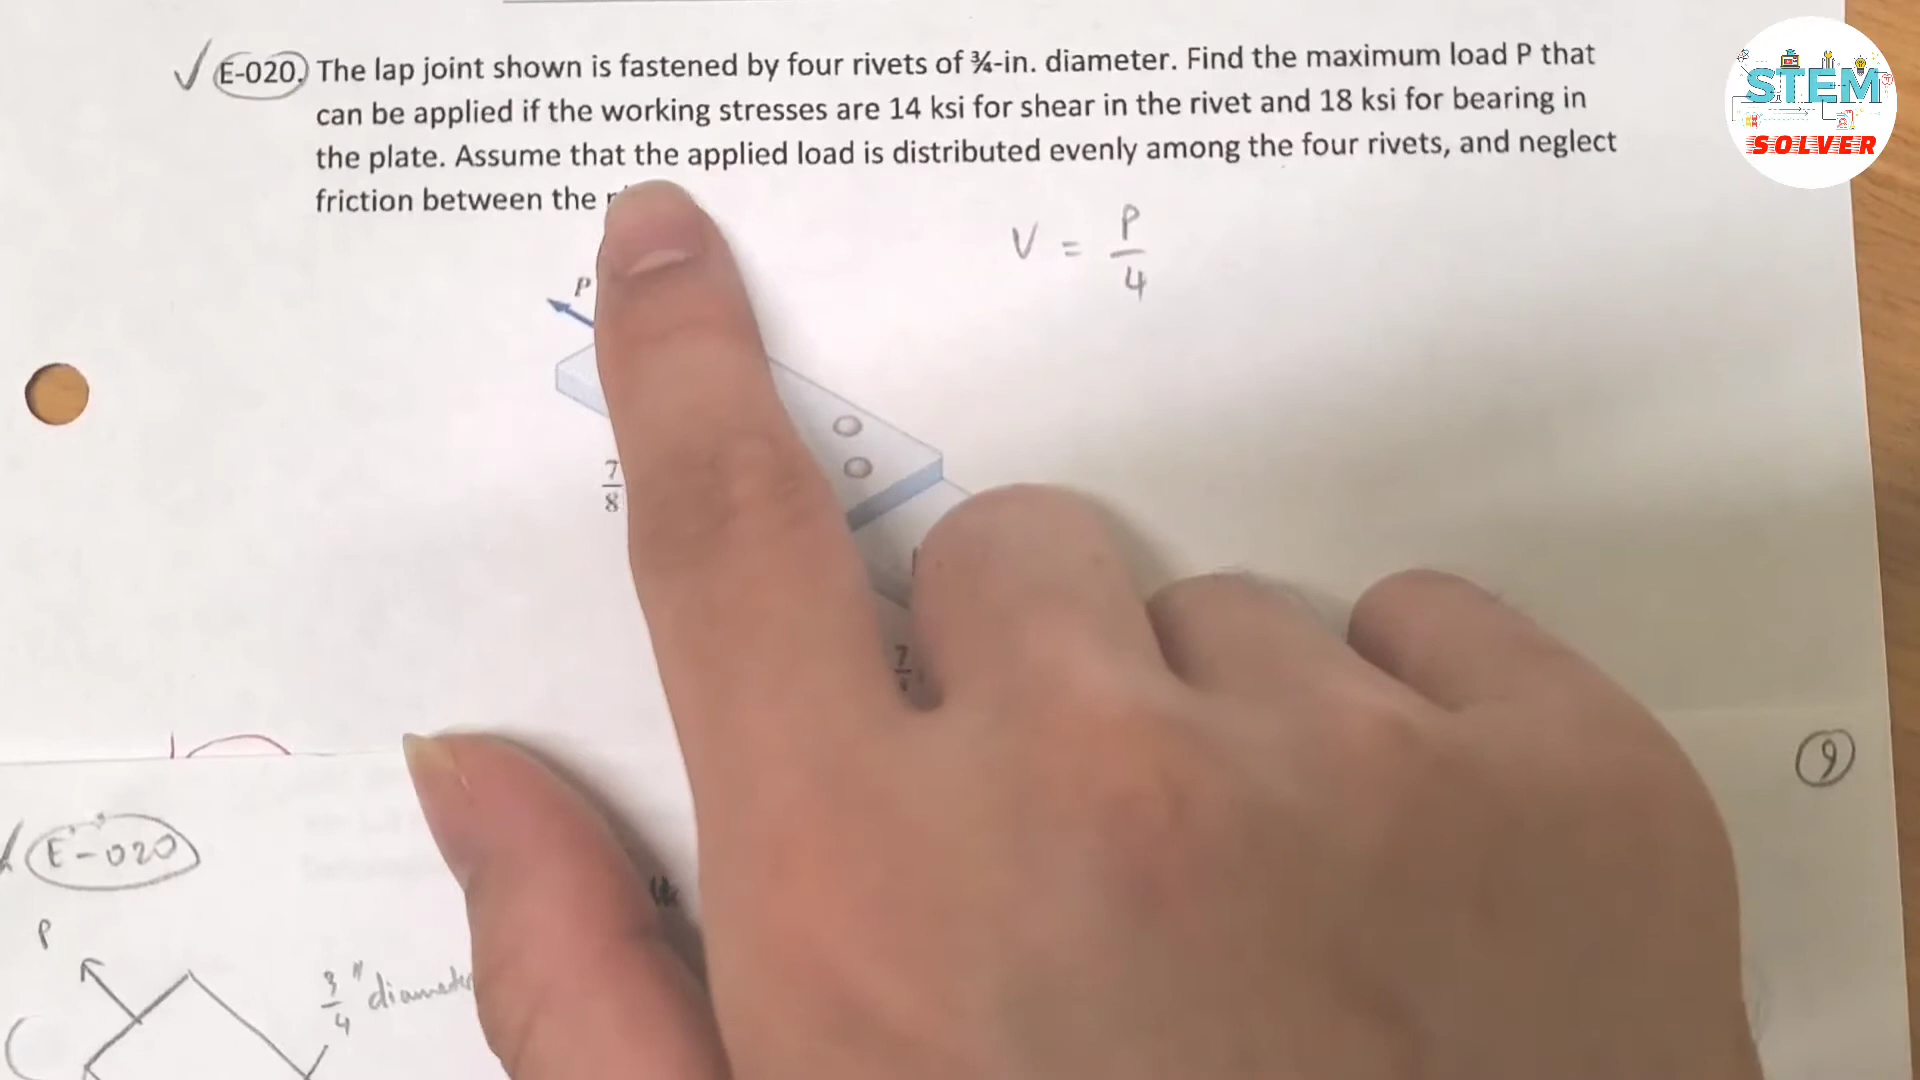 E-020. The lap joint shown is fastened by four rivets of ¾-in. diameter. Find the maximum load P that
can be applied if the working stresses are 14 ksi for shear in the rivet and 18 ksi for bearing in
the plate. Assume that the applied load is distributed evenly among the four rivets, and neglect
friction between the
STEM
SOLVER
V = P/4
P
7/8
7
9
E-020
P
3/4" diameter